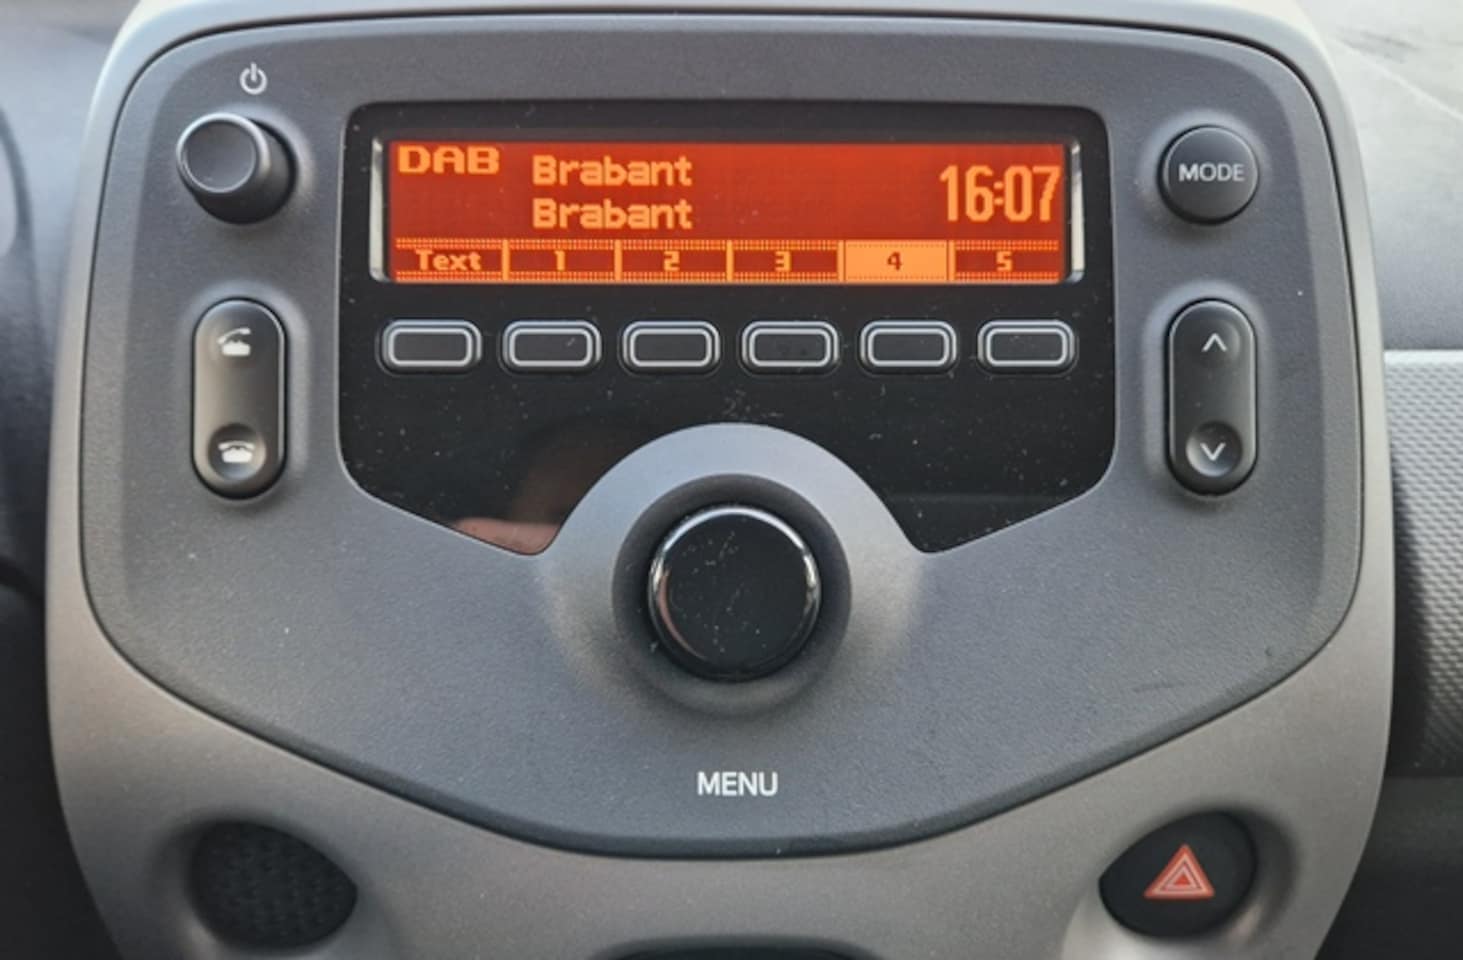 DAB Brabant 16:07
Brabant
Text 1 2 3 4 5
MODE
MENU